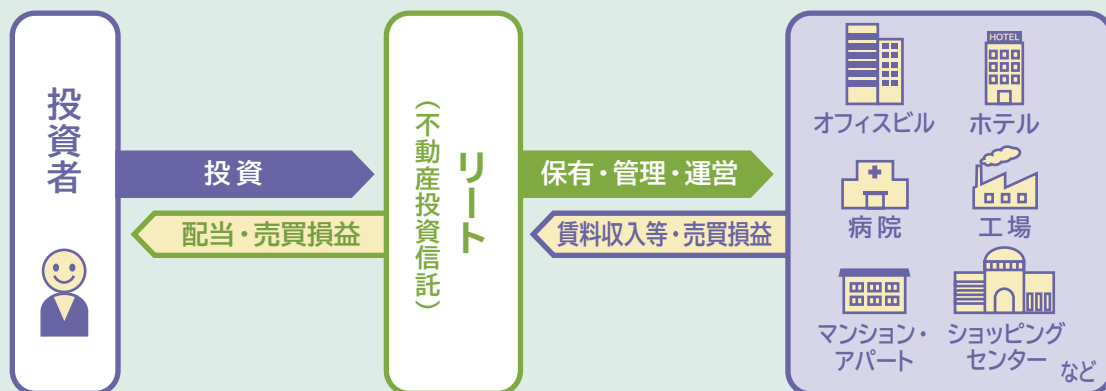 投資者
投資
配当・売買損益
リート
（不動産投資信託）
保有・管理・運営
賃料収入等・売買損益
HOTEL
オフィスビル
ホテル
病院
工場
マンション・
アパート
ショッピング
センター
など